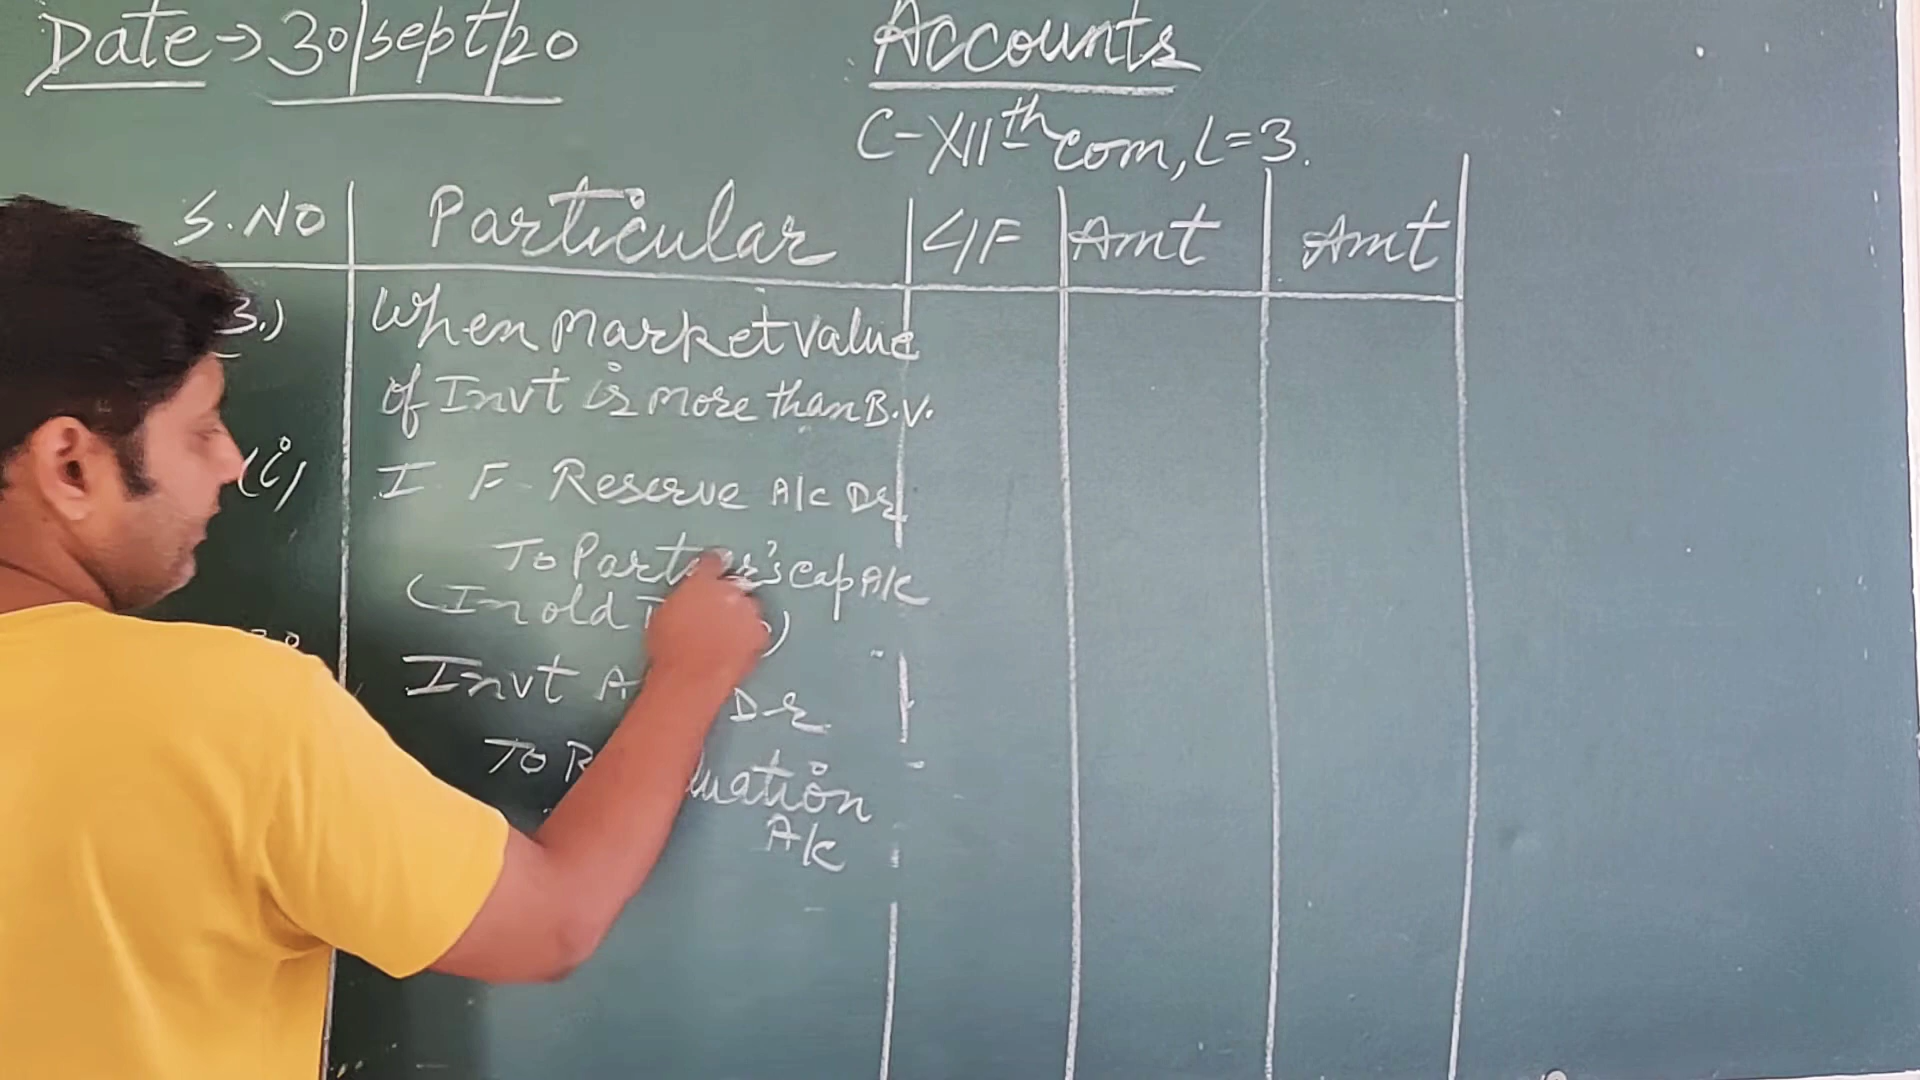 Date → 30/sept/20
Accounts
C-XIIth com, L=3.
S.NO Particular L/F Amt Amt
3.) When Market value
of Invt is more than B.V.
(i) I F Reserve A/c Dr
To Partner's cap A/c
(In old
Invt Dr
To
A/c